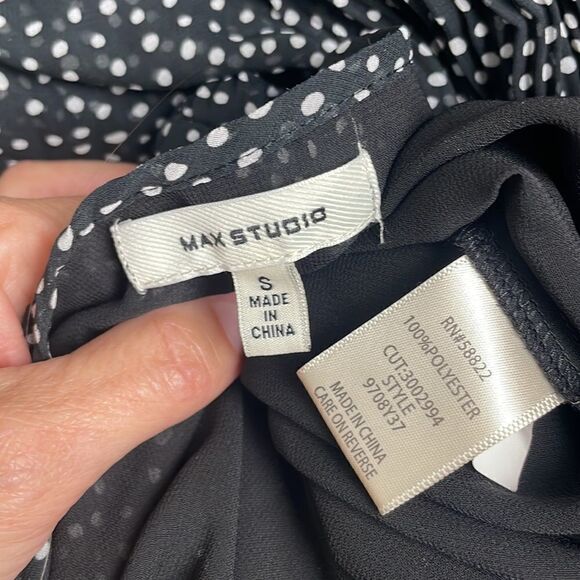 MAX STUDIO
S
MADE
IN
CHINA
RN#58822
100%POLYESTER
CUT:3002994
STYLE
9708Y37
MADE IN CHINA
CARE ON REVERSE